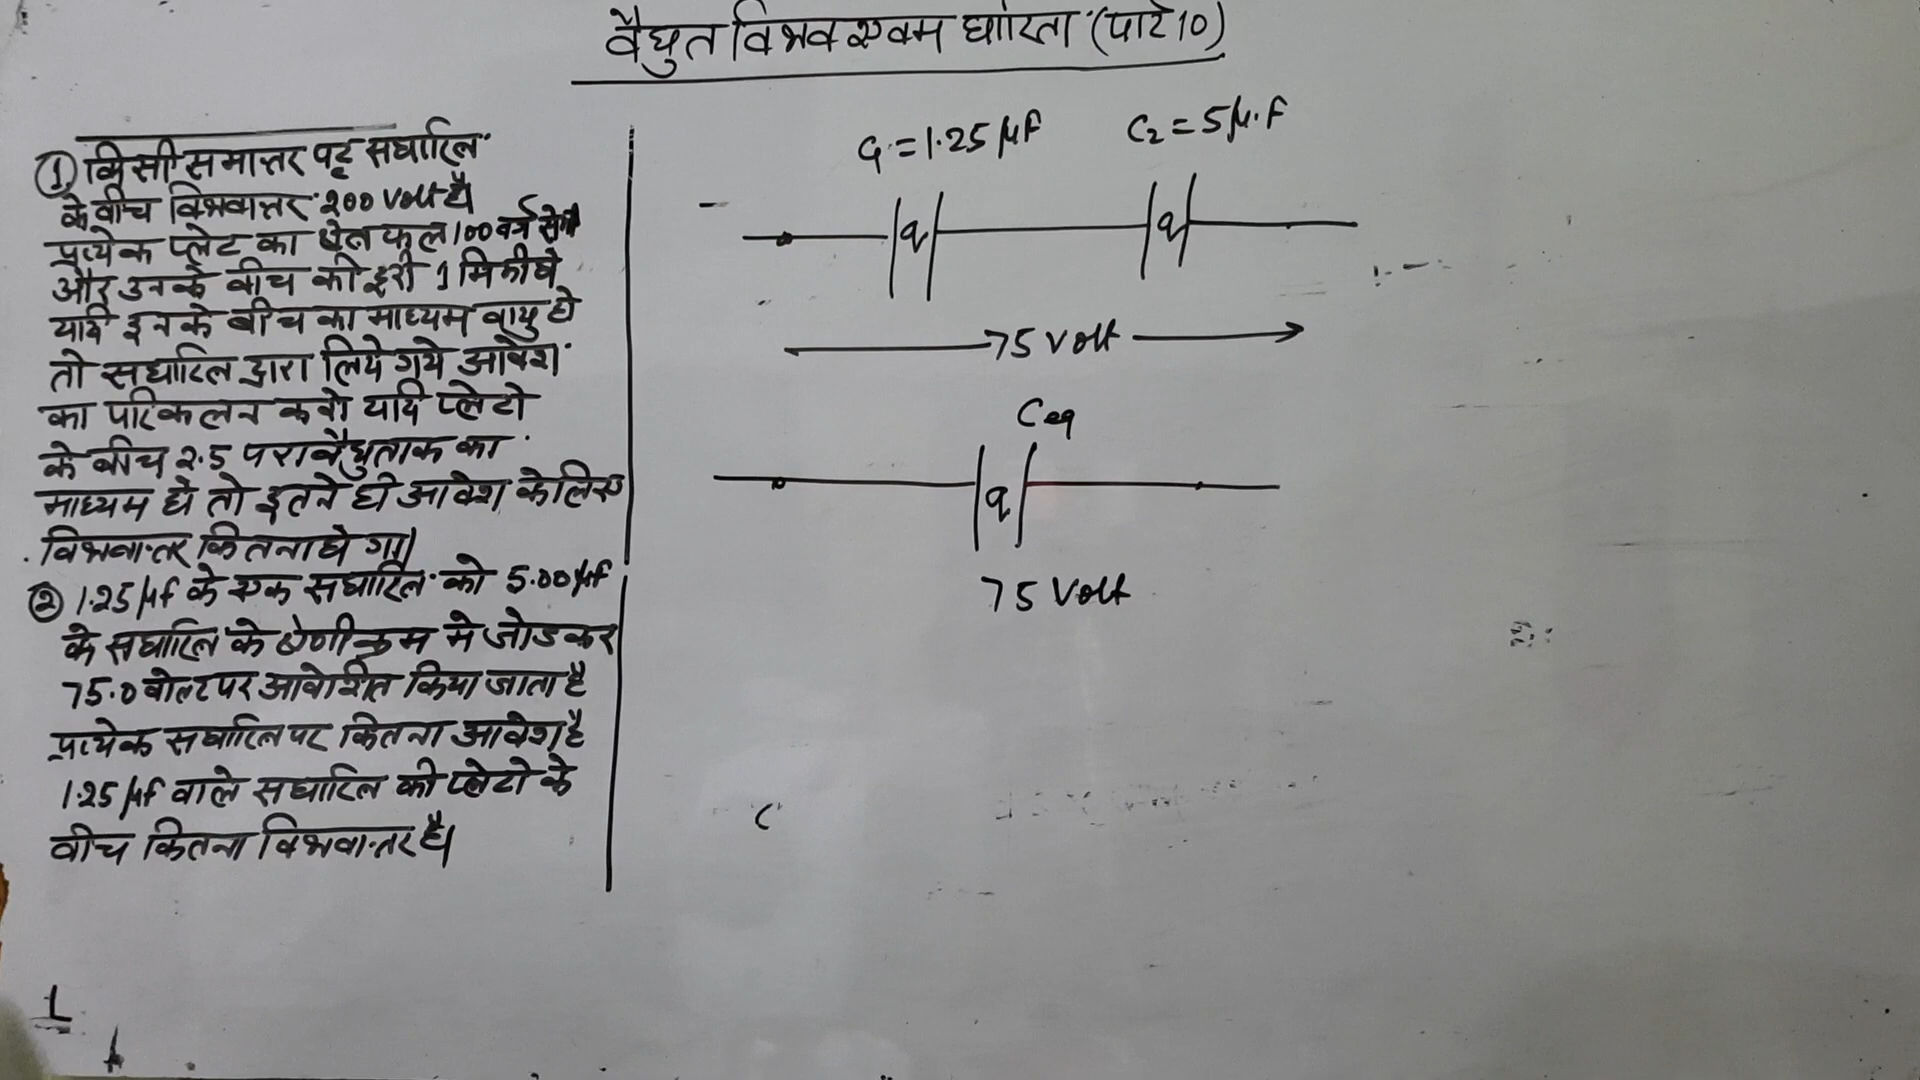 वैधुत विभव एवम धारिता (पार्ट 10)
① किसी समान्तर पट्ट संधारित्र
के बीच विभवान्तर 200 Volt है।
प्रत्येक प्लेट का क्षेत्रफल 100 वर्ग सेमी
और उनके बीच की दूरी 1 मिमी है
यदि इनके बीच का माध्यम वायु हो
तो संधारित्र द्वारा लिये गये आवेश
का परिकलन करो यदि प्लेटो
के बीच 2.5 परावैधुतांक का
माध्यम हो तो इतने ही आवेश के लिए
विभवान्तर कितना होगा।
② 1.25 μf के एक संधारित्र को 5.00 μf
के संधारित्र के श्रेणीक्रम मे जोडकर
75.0 वोल्ट पर आवेशित किया जाता है
प्रत्येक संधारित्र पर कितना आवेश है
1.25 μf वाले संधारित्र की प्लेटो के
बीच कितना विभवान्तर है।
C₁ = 1.25 μF C₂ = 5 μ.F
q q
75 Volt
Ceq
q
75 Volt
C